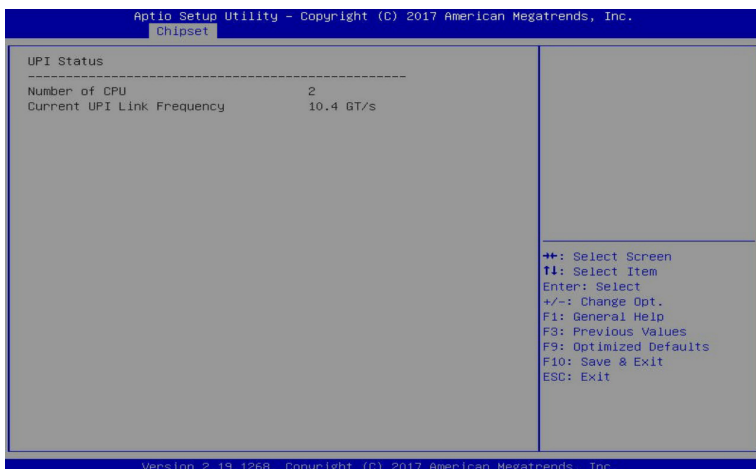 Aptio Setup Utility – Copyright (C) 2017 American Megatrends, Inc.
Chipset
UPI Status
------------------------------------------------
Number of CPU 2
Current UPI Link Frequency 10.4 GT/s
→←: Select Screen
↑↓: Select Item
Enter: Select
+/-: Change Opt.
F1: General Help
F3: Previous Values
F9: Optimized Defaults
F10: Save & Exit
ESC: Exit
Version 2.19.1268. Copyright (C) 2017 American Megatrends, Inc.